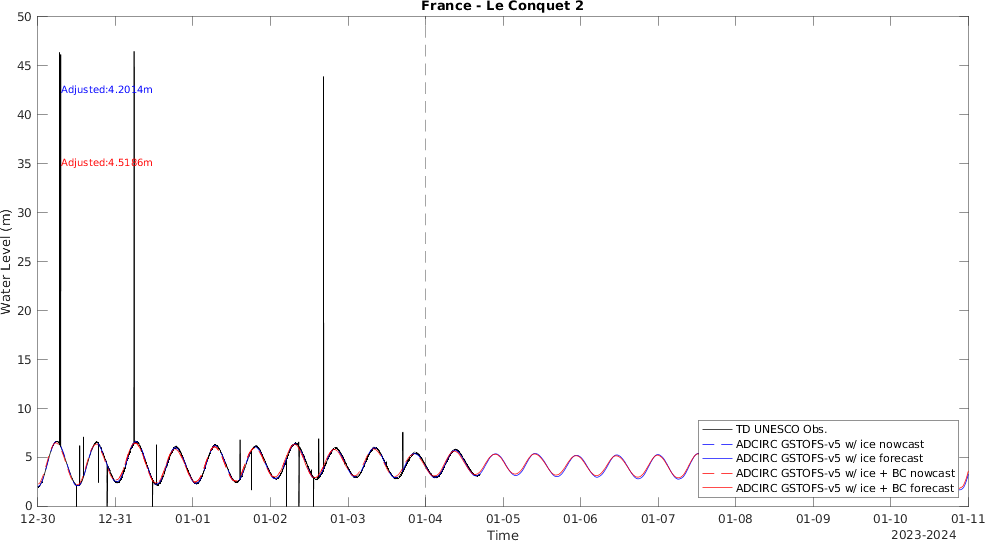 France - Le Conquet 2
50
45
40
35
30
25
20
15
10
5
0
Water Level (m)
Adjusted:4.2014m
Adjusted:4.5186m
TD UNESCO Obs.
ADCIRC GSTOFS-v5 w/ ice nowcast
ADCIRC GSTOFS-v5 w/ ice forecast
ADCIRC GSTOFS-v5 w/ ice + BC nowcast
ADCIRC GSTOFS-v5 w/ ice + BC forecast
12-30 12-31 01-01 01-02 01-03 01-04 01-05 01-06 01-07 01-08 01-09 01-10 01-11
Time
2023-2024